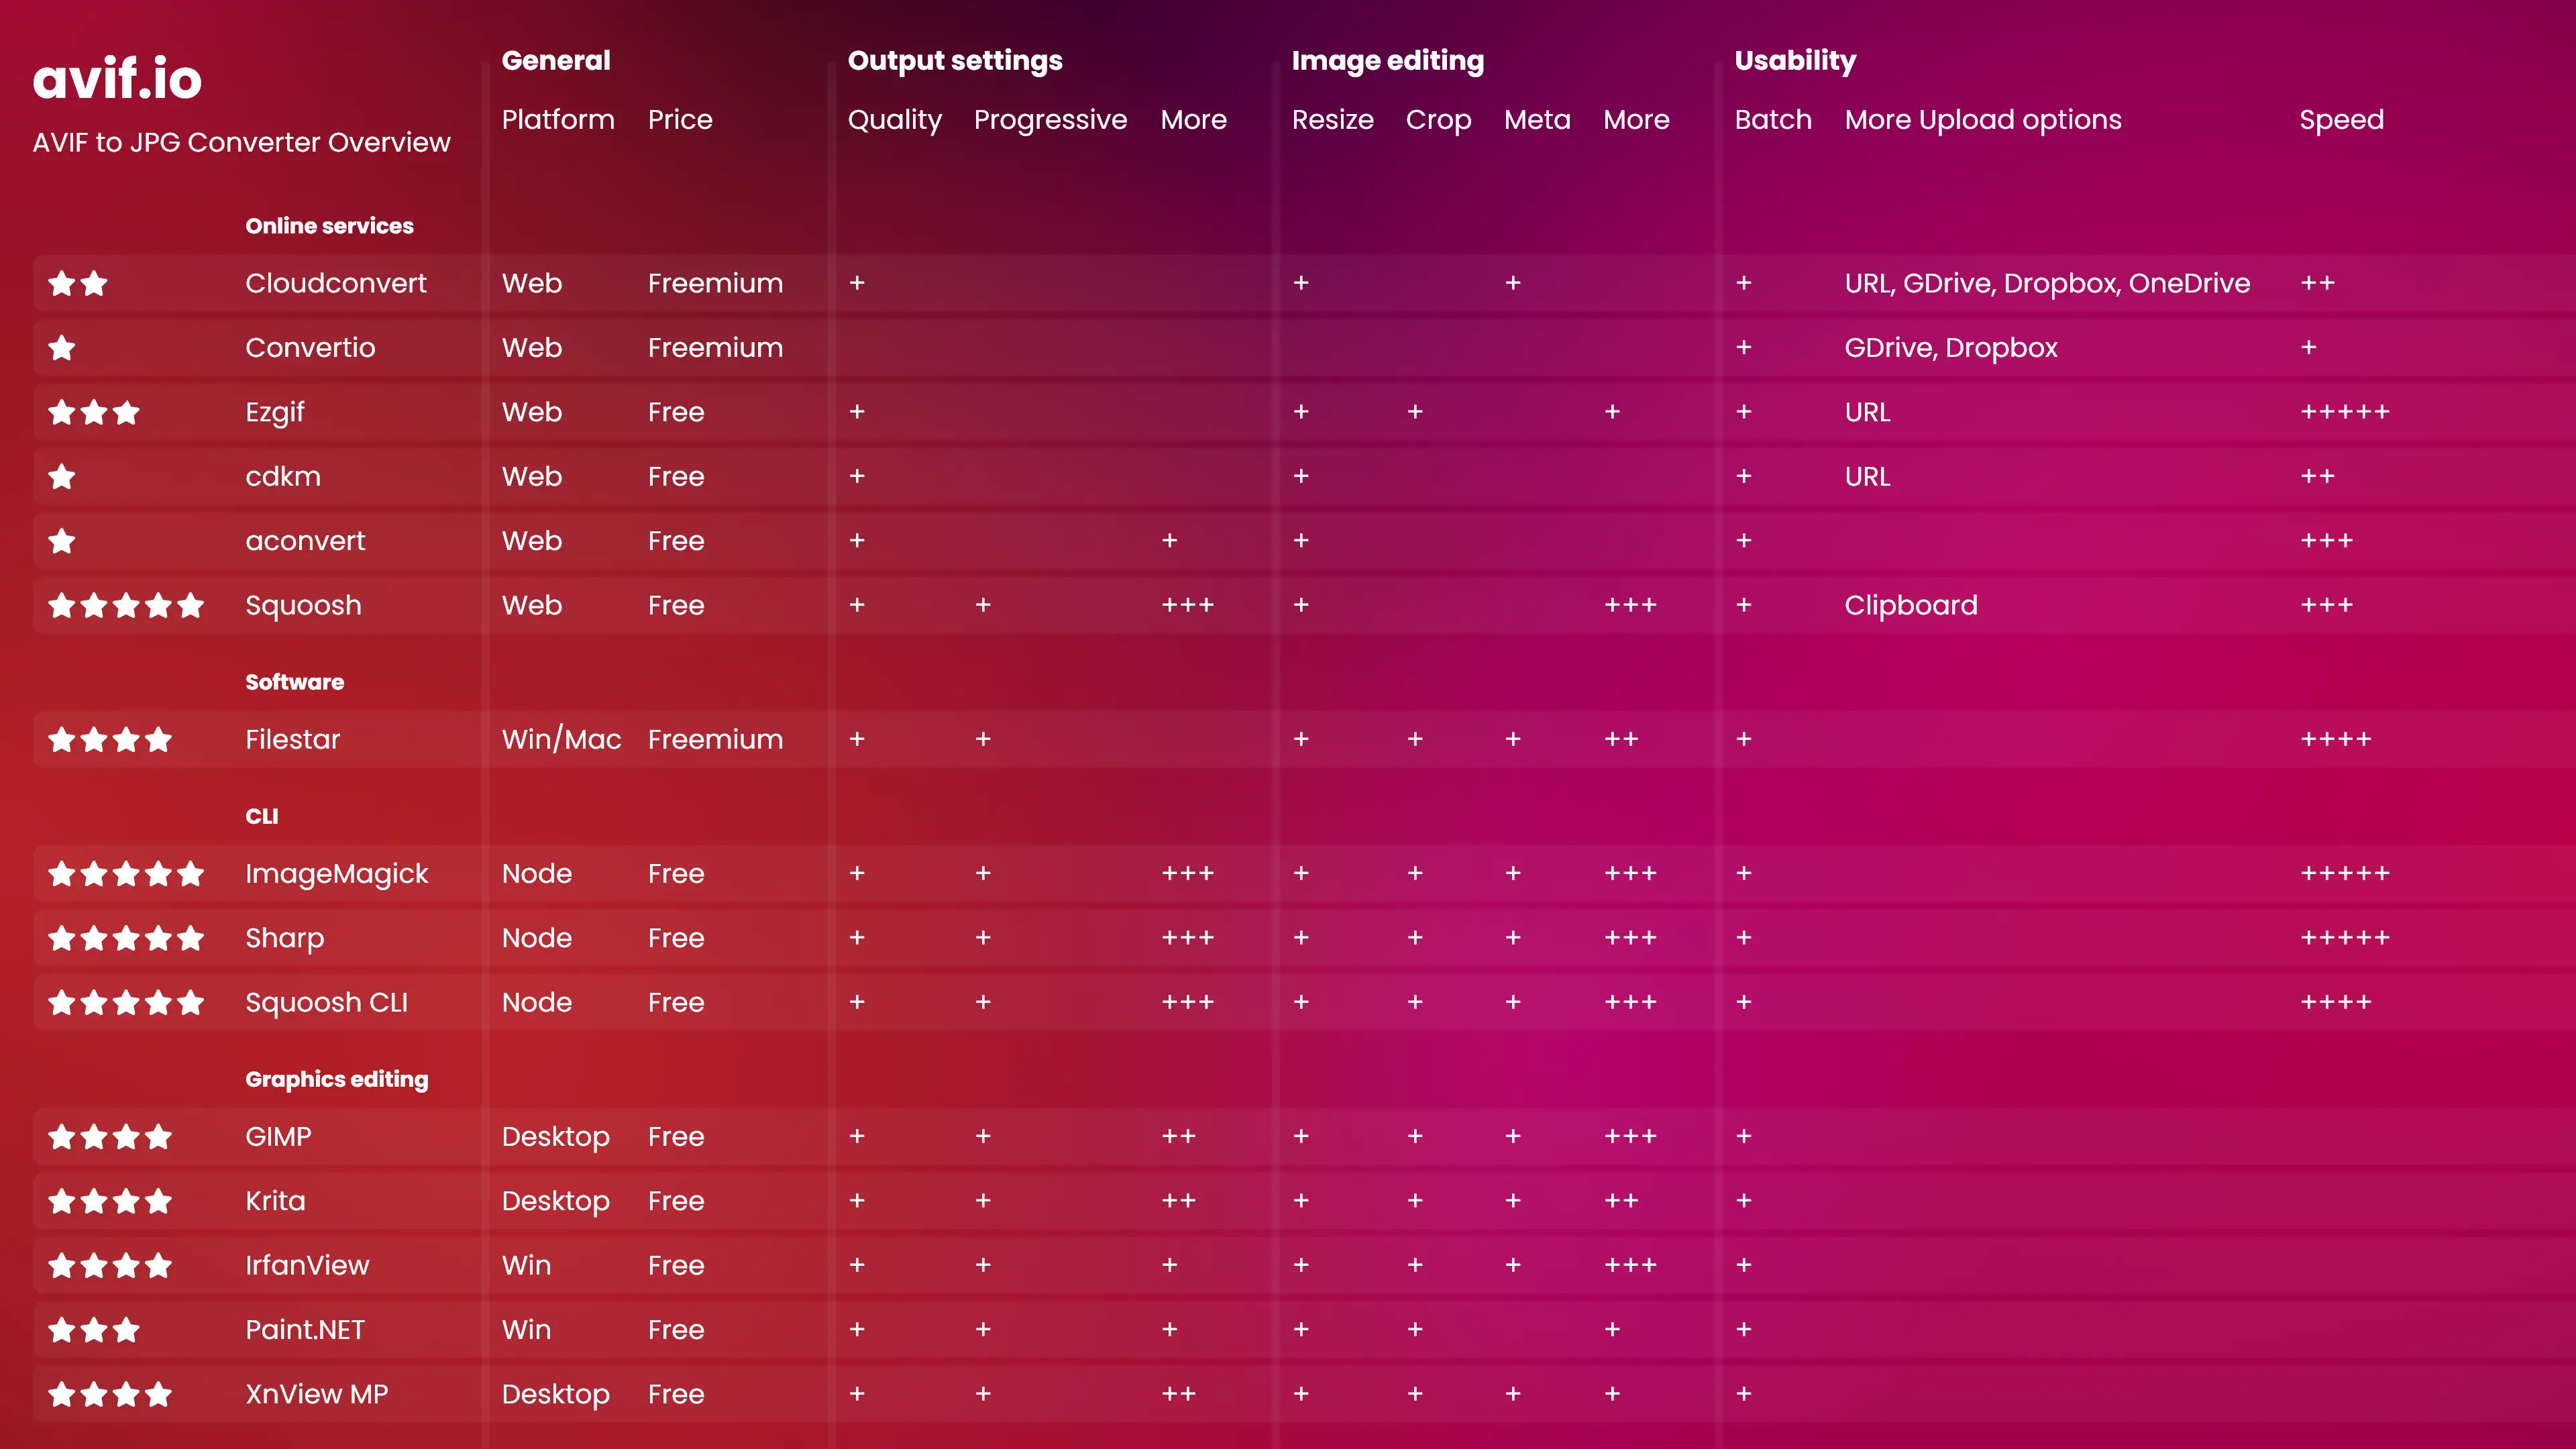 avif.io
AVIF to JPG Converter Overview
General Output settings Image editing Usability
Platform Price Quality Progressive More Resize Crop Meta More Batch More Upload options Speed
Online services
Cloudconvert Web Freemium + + + + URL, GDrive, Dropbox, OneDrive ++
Convertio Web Freemium + GDrive, Dropbox +
Ezgif Web Free + + + + + URL +++++
cdkm Web Free + + + URL ++
aconvert Web Free + + + + +++
Squoosh Web Free + + +++ + +++ + Clipboard +++
Software
Filestar Win/Mac Freemium + + + + + ++ + ++++
CLI
ImageMagick Node Free + + +++ + + + +++ + +++++
Sharp Node Free + + +++ + + + +++ + +++++
Squoosh CLI Node Free + + +++ + + + +++ + ++++
Graphics editing
GIMP Desktop Free + + ++ + + + +++ +
Krita Desktop Free + + ++ + + + ++ +
IrfanView Win Free + + + + + + +++ +
Paint.NET Win Free + + + + + + +
XnView MP Desktop Free + + ++ + + + + +